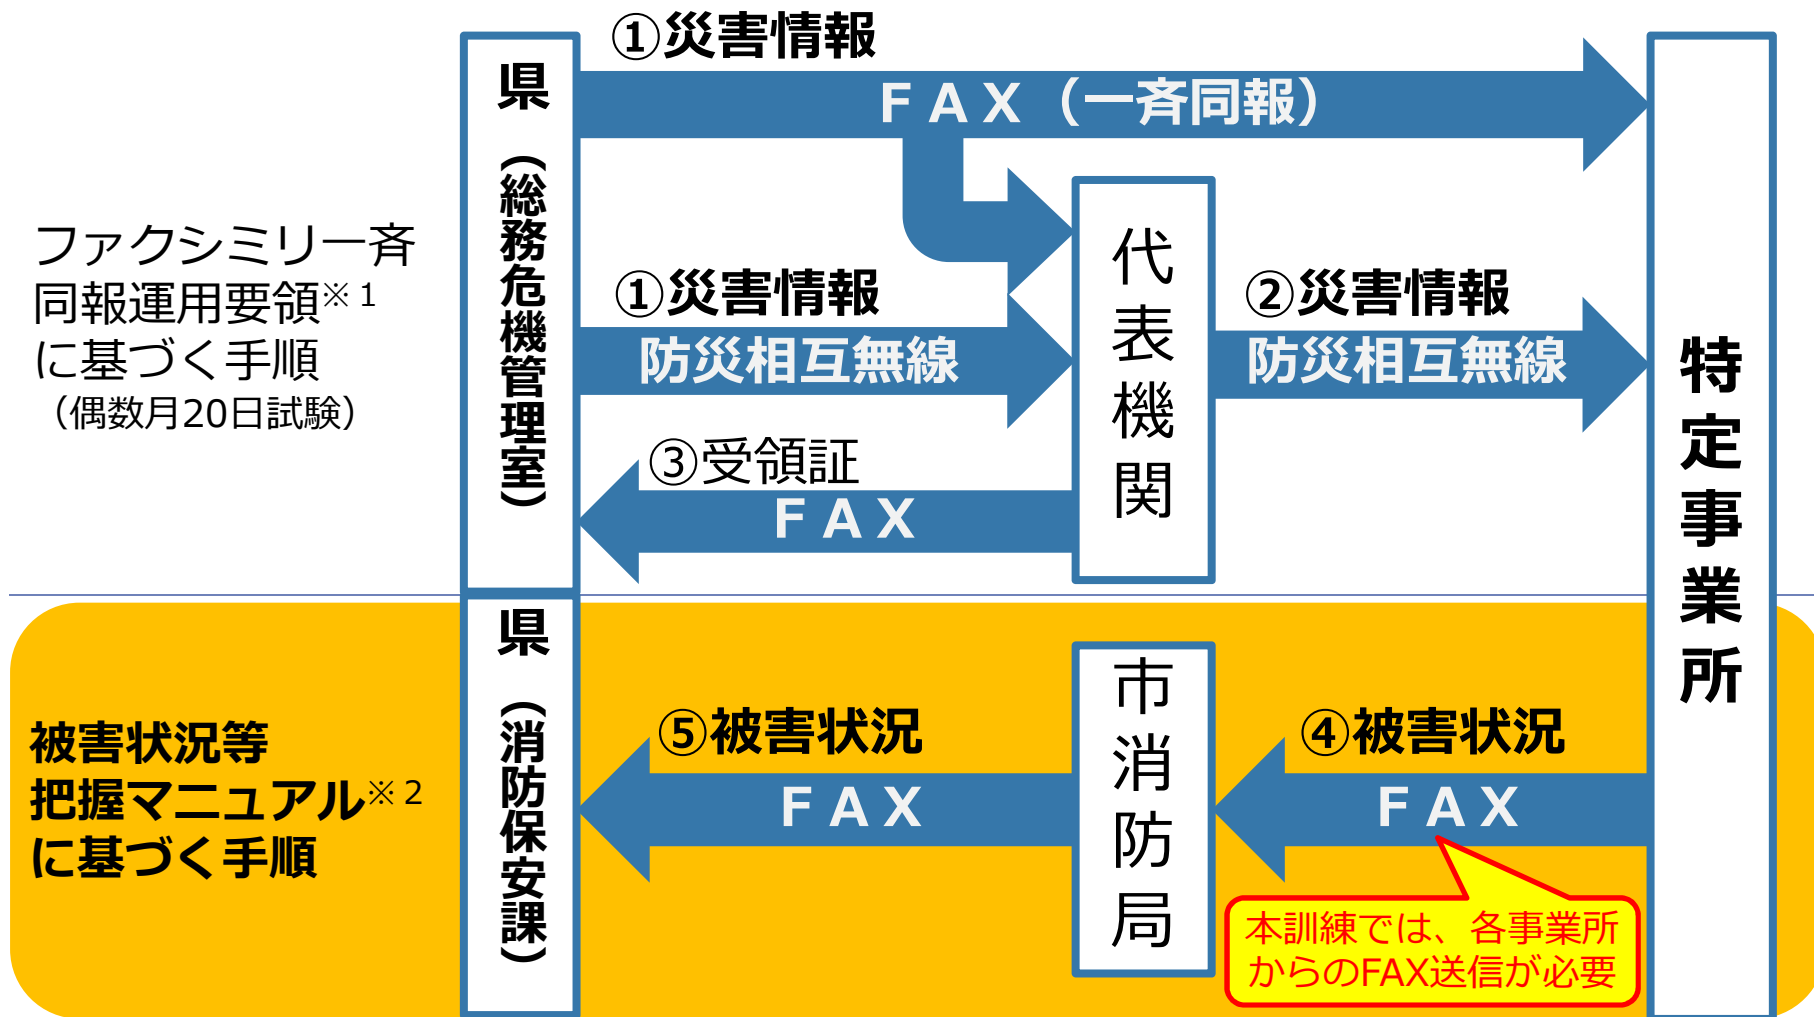 ①災害情報
ＦＡＸ（一斉同報）
県（総務危機管理室）
ファクシミリ一斉
同報運用要領※１
に基づく手順
（偶数月20日試験）
①災害情報
防災相互無線
代表機関
②災害情報
防災相互無線
特定事業所
③受領証
ＦＡＸ
県（消防保安課）
被害状況等
把握マニュアル※２
に基づく手順
⑤被害状況
ＦＡＸ
市消防局
④被害状況
ＦＡＸ
本訓練では、各事業所
からのFAX送信が必要